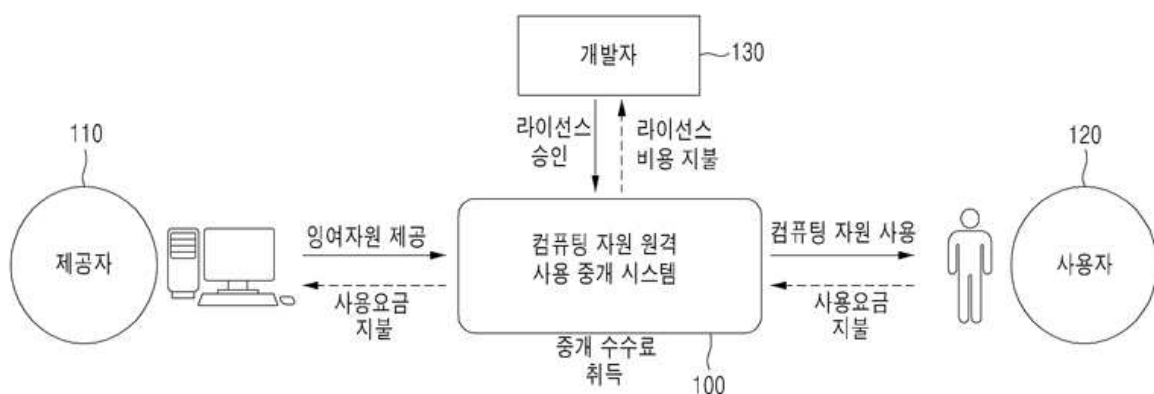 개발자
130
라이선스
승인
라이선스
비용 지불
110
120
제공자
잉여자원 제공
사용요금
지불
컴퓨팅 자원 원격
사용 중개 시스템
컴퓨팅 자원 사용
사용요금
지불
사용자
중개 수수료
취득
100